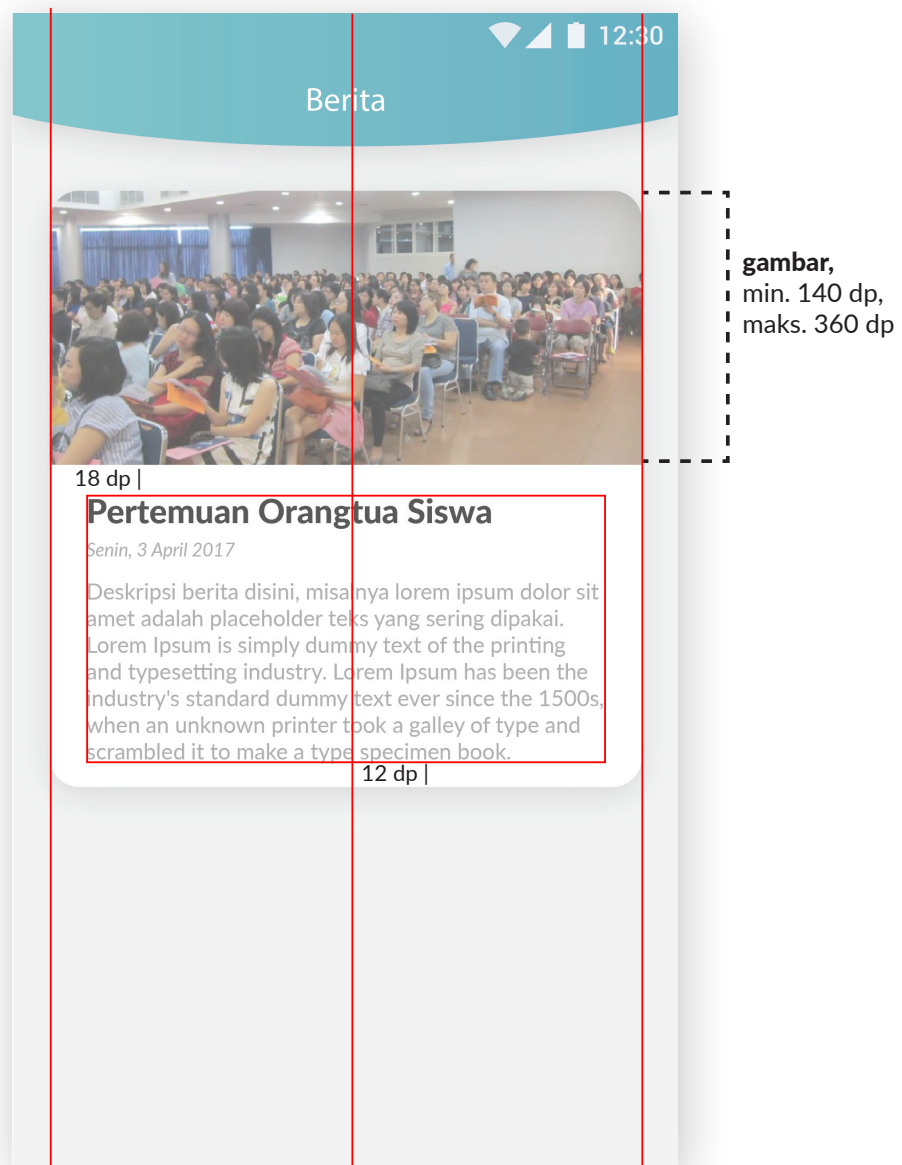 12:30
Berita
gambar,
min. 140 dp,
maks. 360 dp
18 dp |
Pertemuan Orangtua Siswa
Senin, 3 April 2017
Deskripsi berita disini, misalnya lorem ipsum dolor sit
amet adalah placeholder teks yang sering dipakai.
Lorem Ipsum is simply dummy text of the printing
and typesetting industry. Lorem Ipsum has been the
industry's standard dummy text ever since the 1500s,
when an unknown printer took a galley of type and
scrambled it to make a type specimen book.
12 dp |